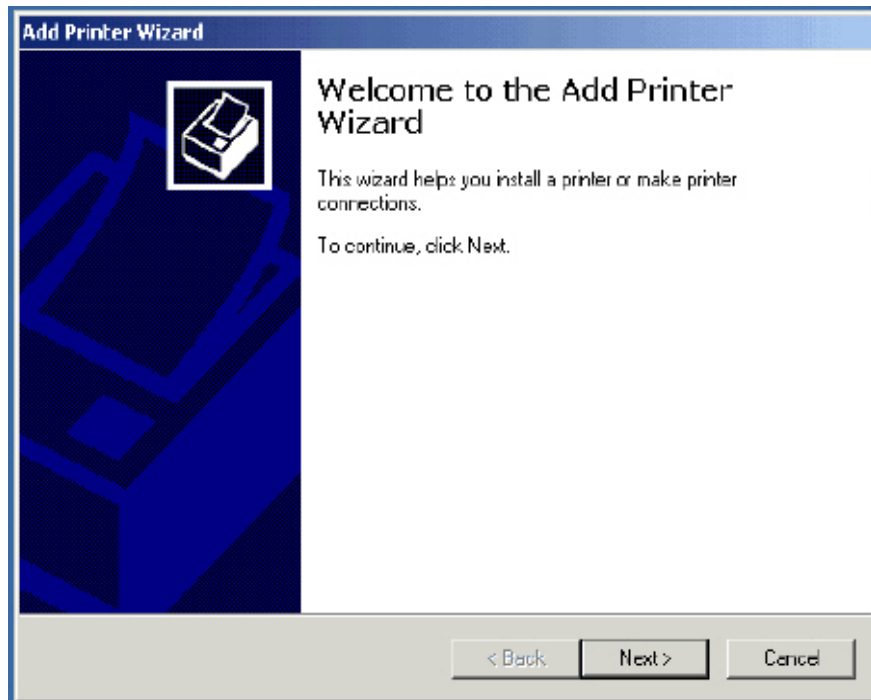 Add Printer Wizard
Welcome to the Add Printer
Wizard
This wizard helps you install a printer or make printer
connections.
To continue, click Next.
< Back
Next >
Cancel